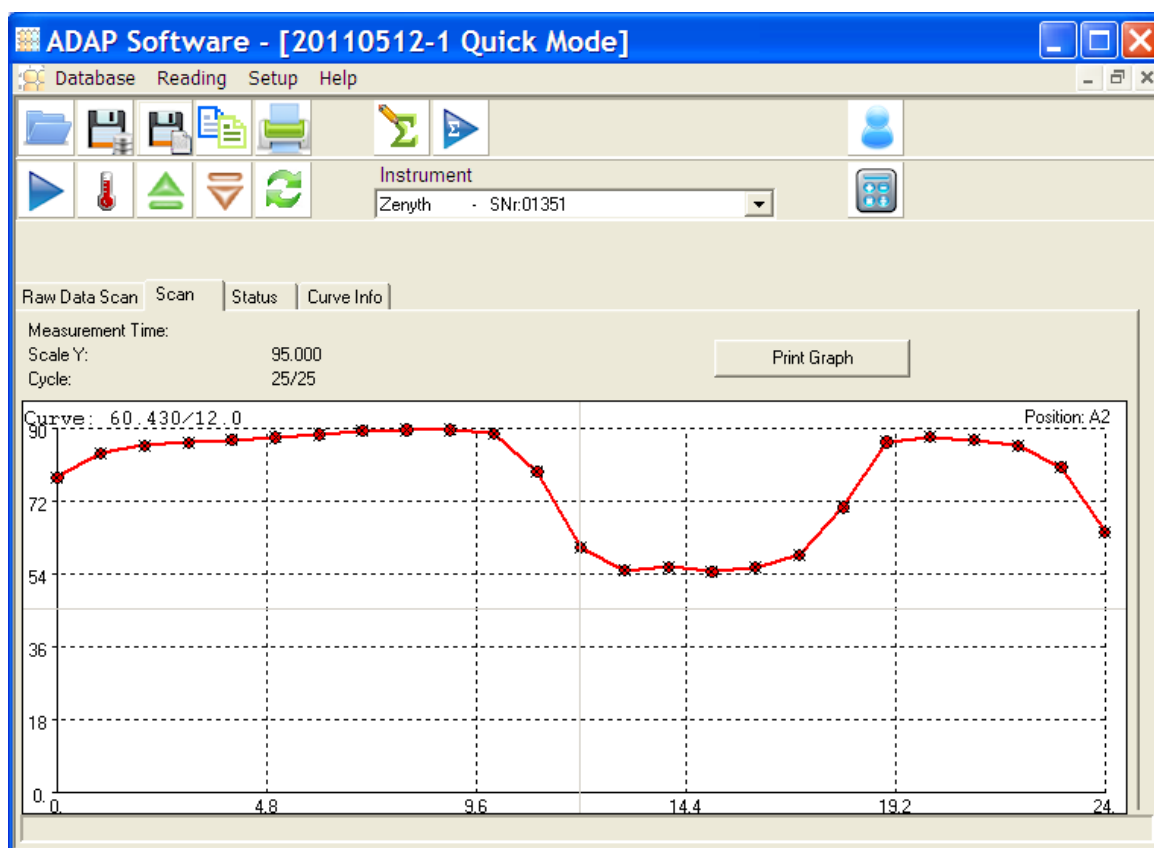 ADAP Software - [20110512-1 Quick Mode]
Database Reading Setup Help
Instrument
Zenyth - SNr:01351
Raw Data Scan Scan Status Curve Info
Measurement Time:
Scale Y: 95.000
Print Graph
Cycle: 25/25
Curve: 60.430/12.0
Position: A2
90
72
54
36
18
0.
0. 4.8 9.6 14.4 19.2 24.